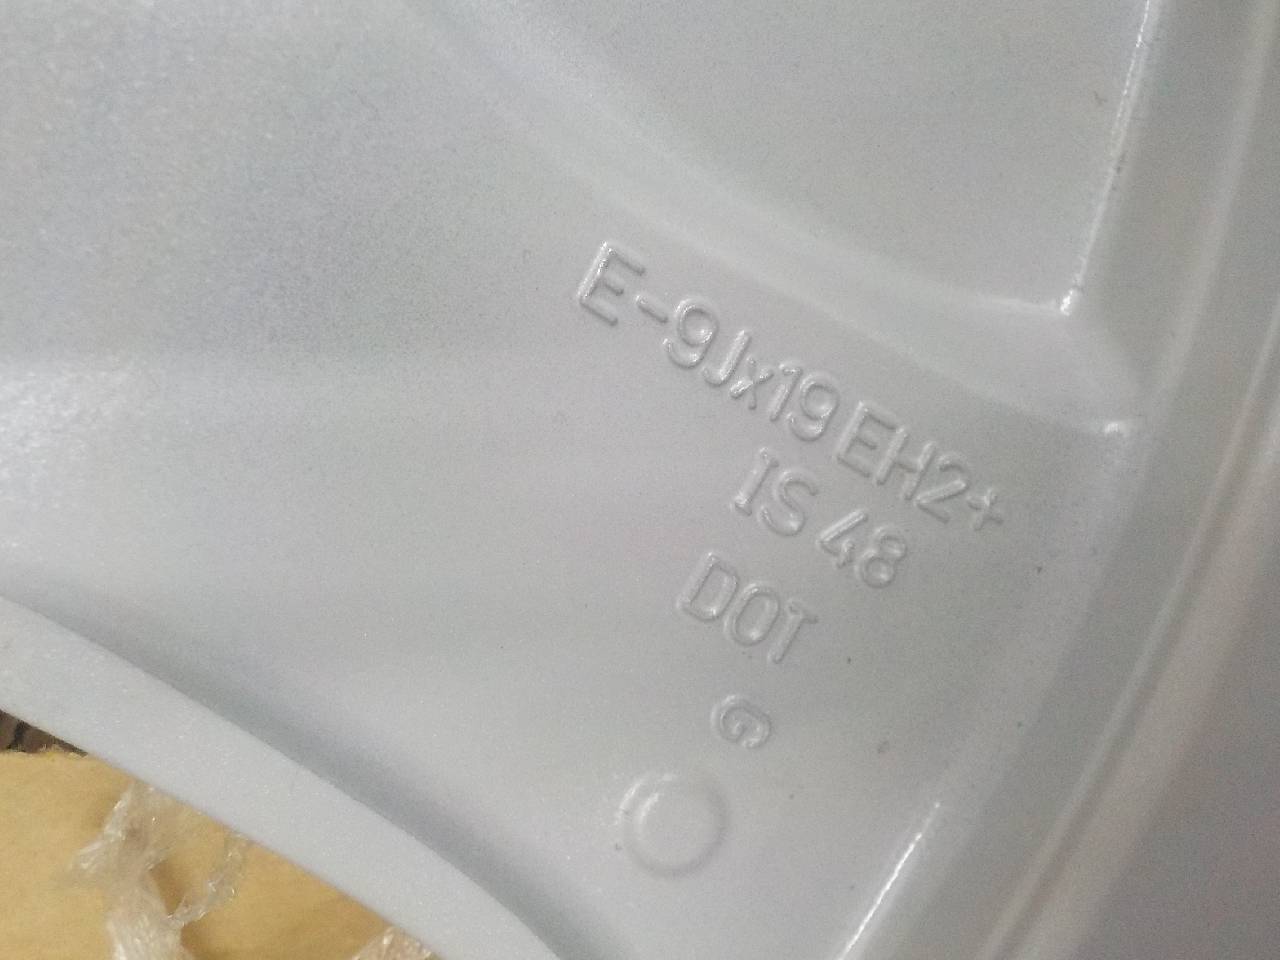 E-9Jx19 EH2+
IS 48
DOT
G